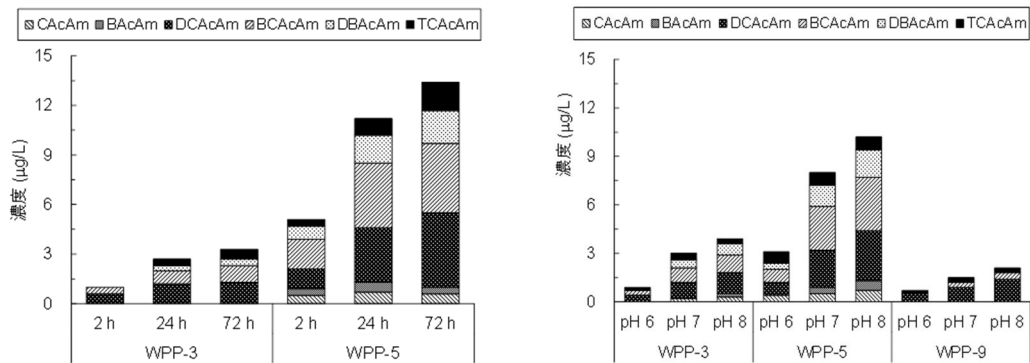 CAcAm BAcAm DCAcAm BCAcAm DBAcAm TCAcAm
15
12
9
6
3
0
濃度 (μg/L)
2 h 24 h 72 h 2 h 24 h 72 h
WPP-3 WPP-5
CAcAm BAcAm DCAcAm BCAcAm DBAcAm TCAcAm
15
12
9
6
3
0
濃度 (μg/L)
pH 6 pH 7 pH 8 pH 6 pH 7 pH 8 pH 6 pH 7 pH 8
WPP-3 WPP-5 WPP-9